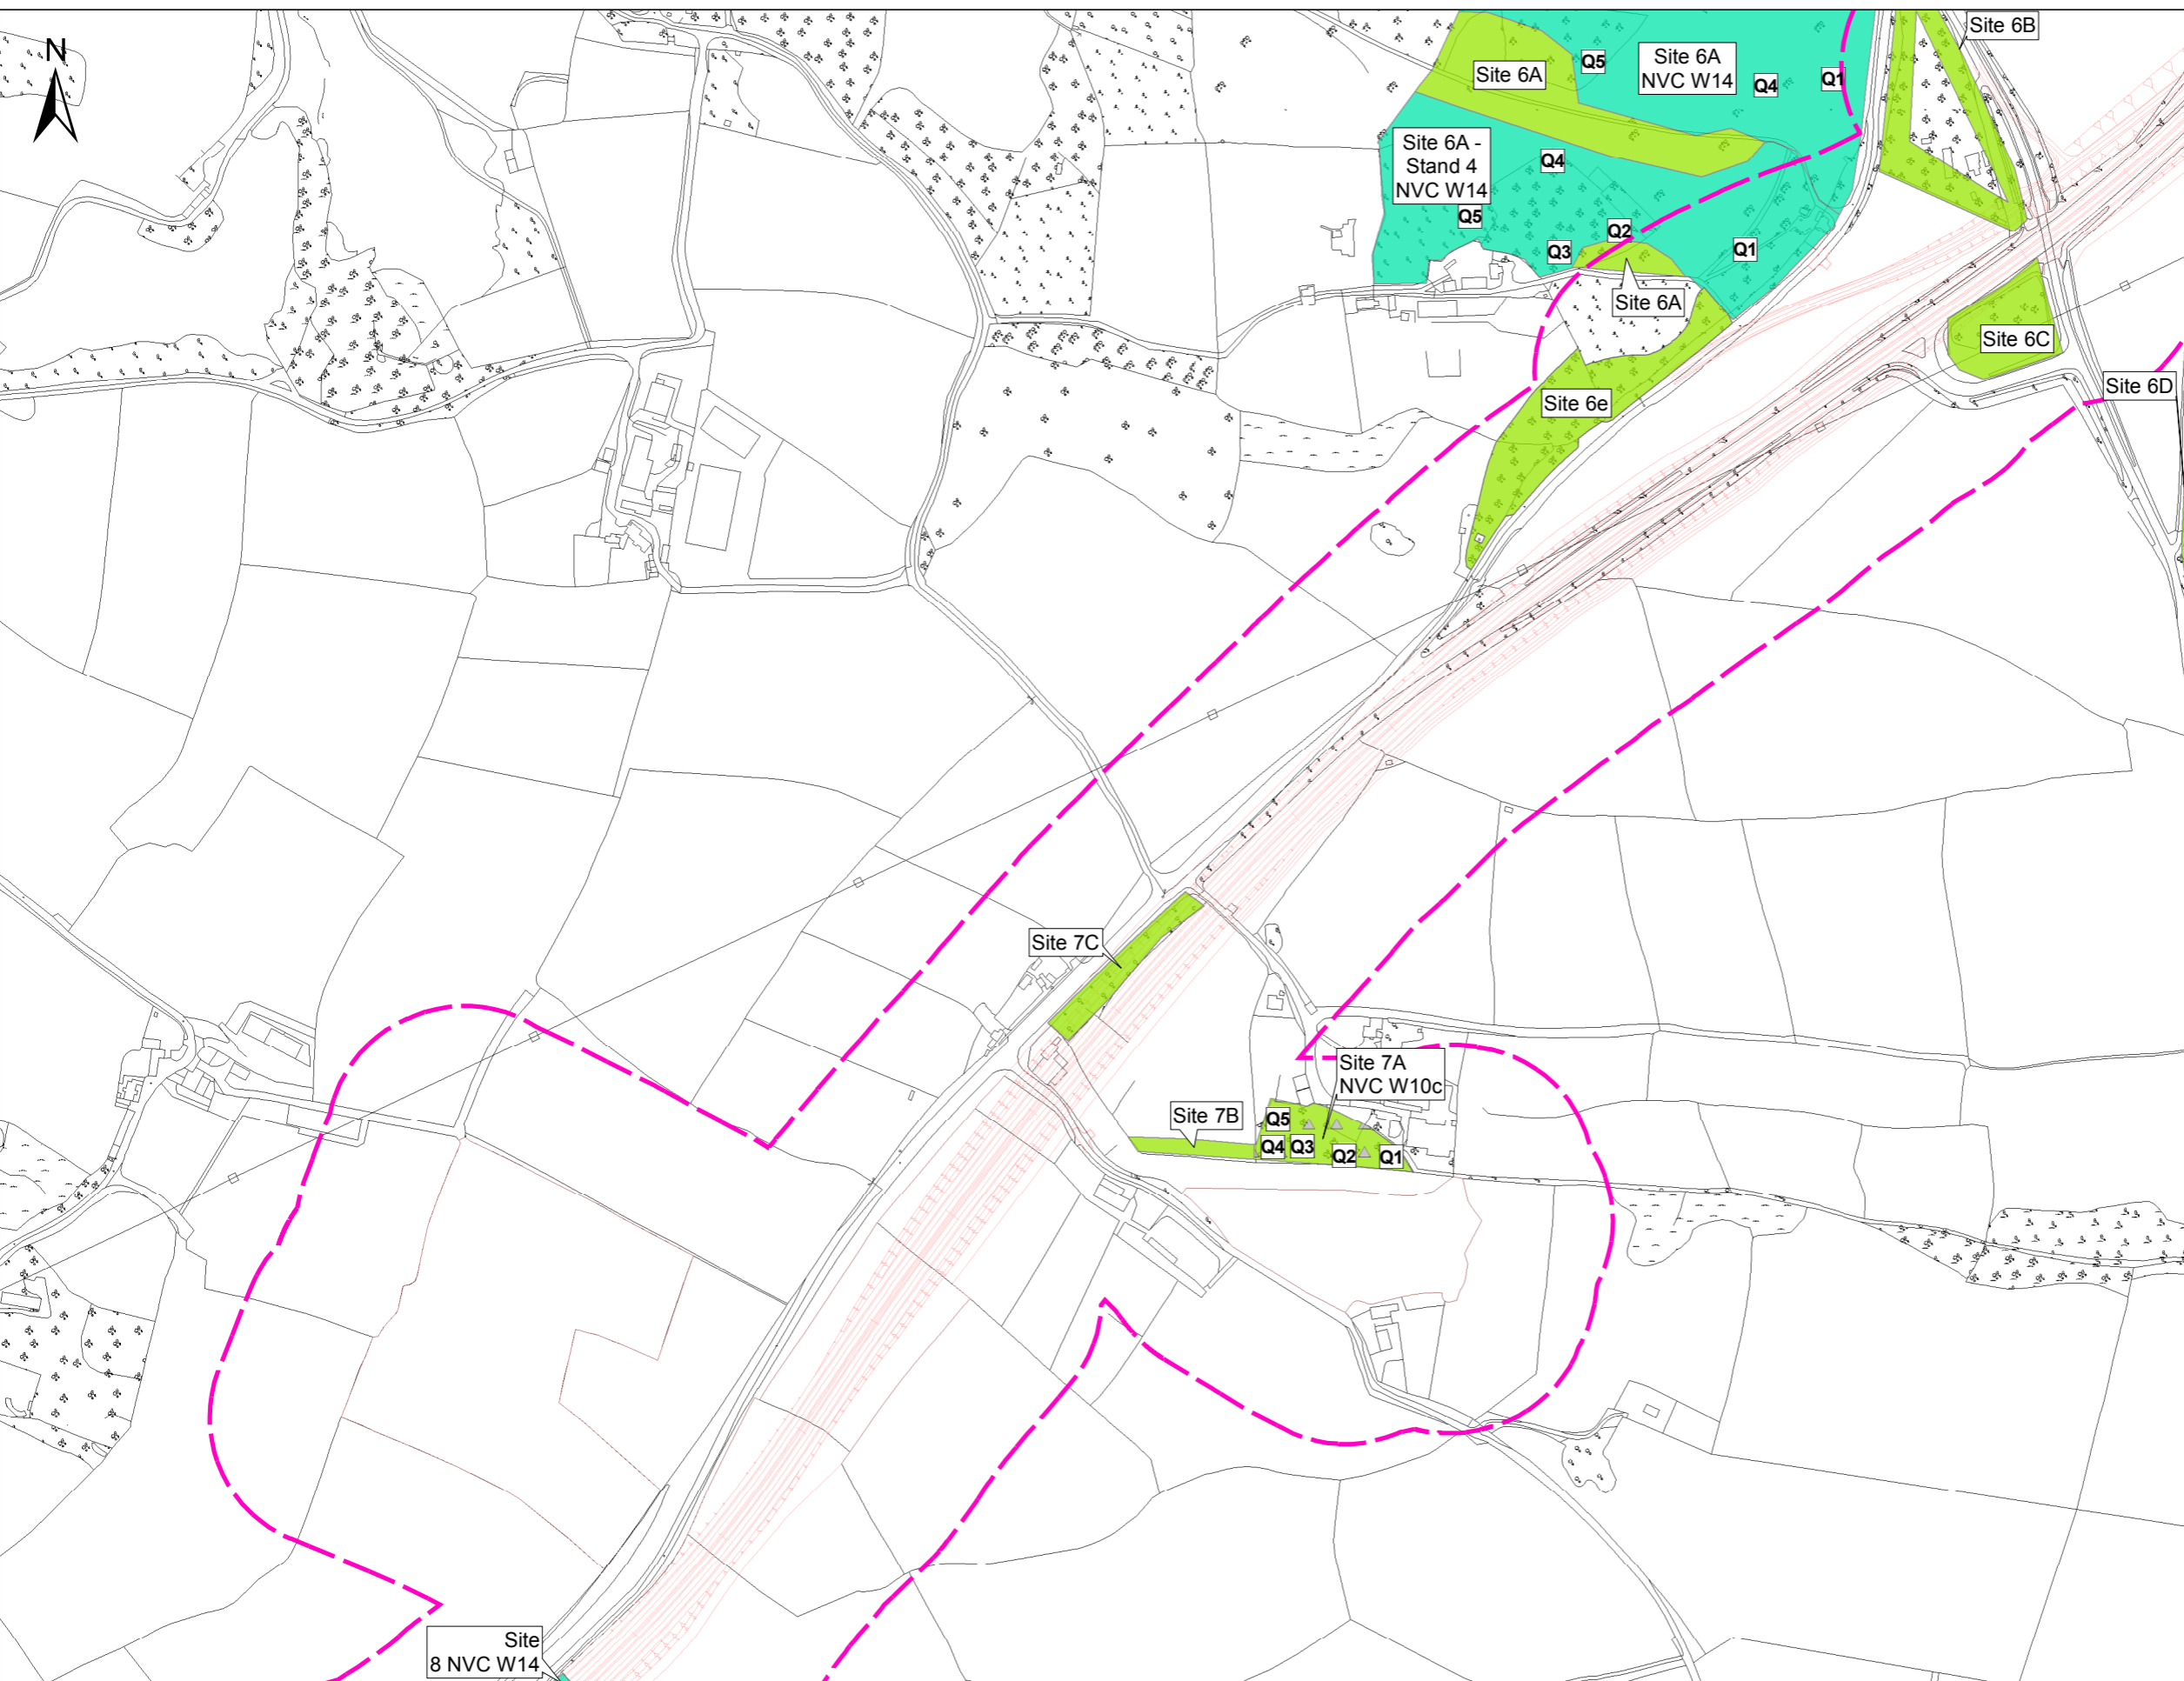 N
Site 6B
Site 6A
Q5
Site 6A
NVC W14
Q4
Q1
Site 6A -
Stand 4
NVC W14
Q4
Q5
Q3
Q2
Q1
Site 6A
Site 6C
Site 6D
Site 6e
Site 7C
Site 7A
NVC W10c
Site 7B
Q5
Q4
Q3
Q2
Q1
Site
8 NVC W14